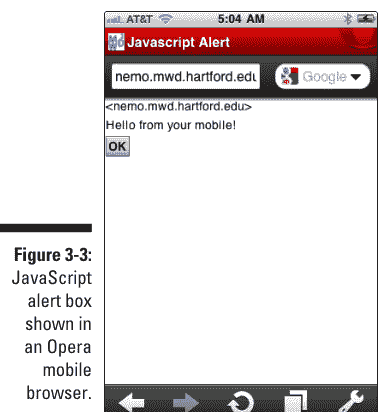 AT&T 5:04 AM
Javascript Alert
nemo.mwd.hartford.edu Google
<nemo.mwd.hartford.edu>
Hello from your mobile!
OK
Figure 3-3:
JavaScript
alert box
shown in
an Opera
mobile
browser.